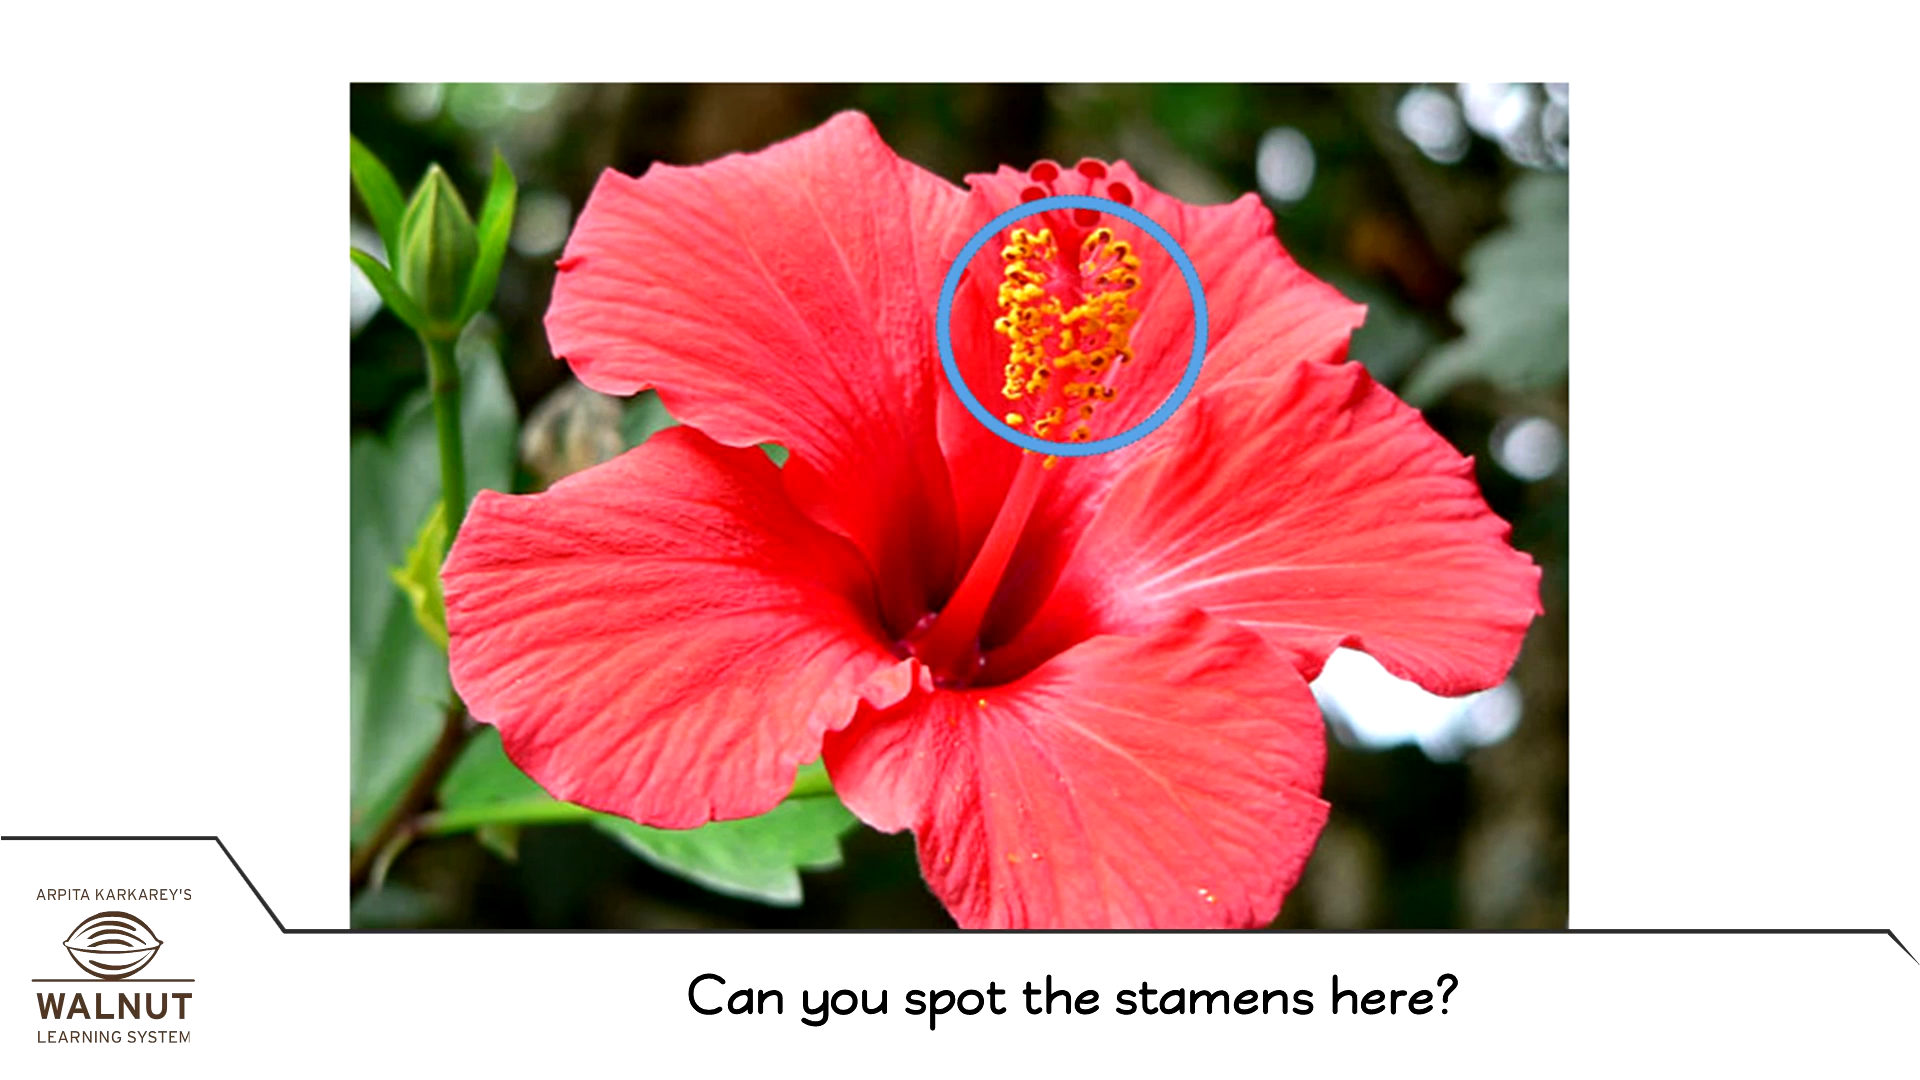 ARPITA KARKAREY'S
WALNUT
LEARNING SYSTEM
Can you spot the stamens here?